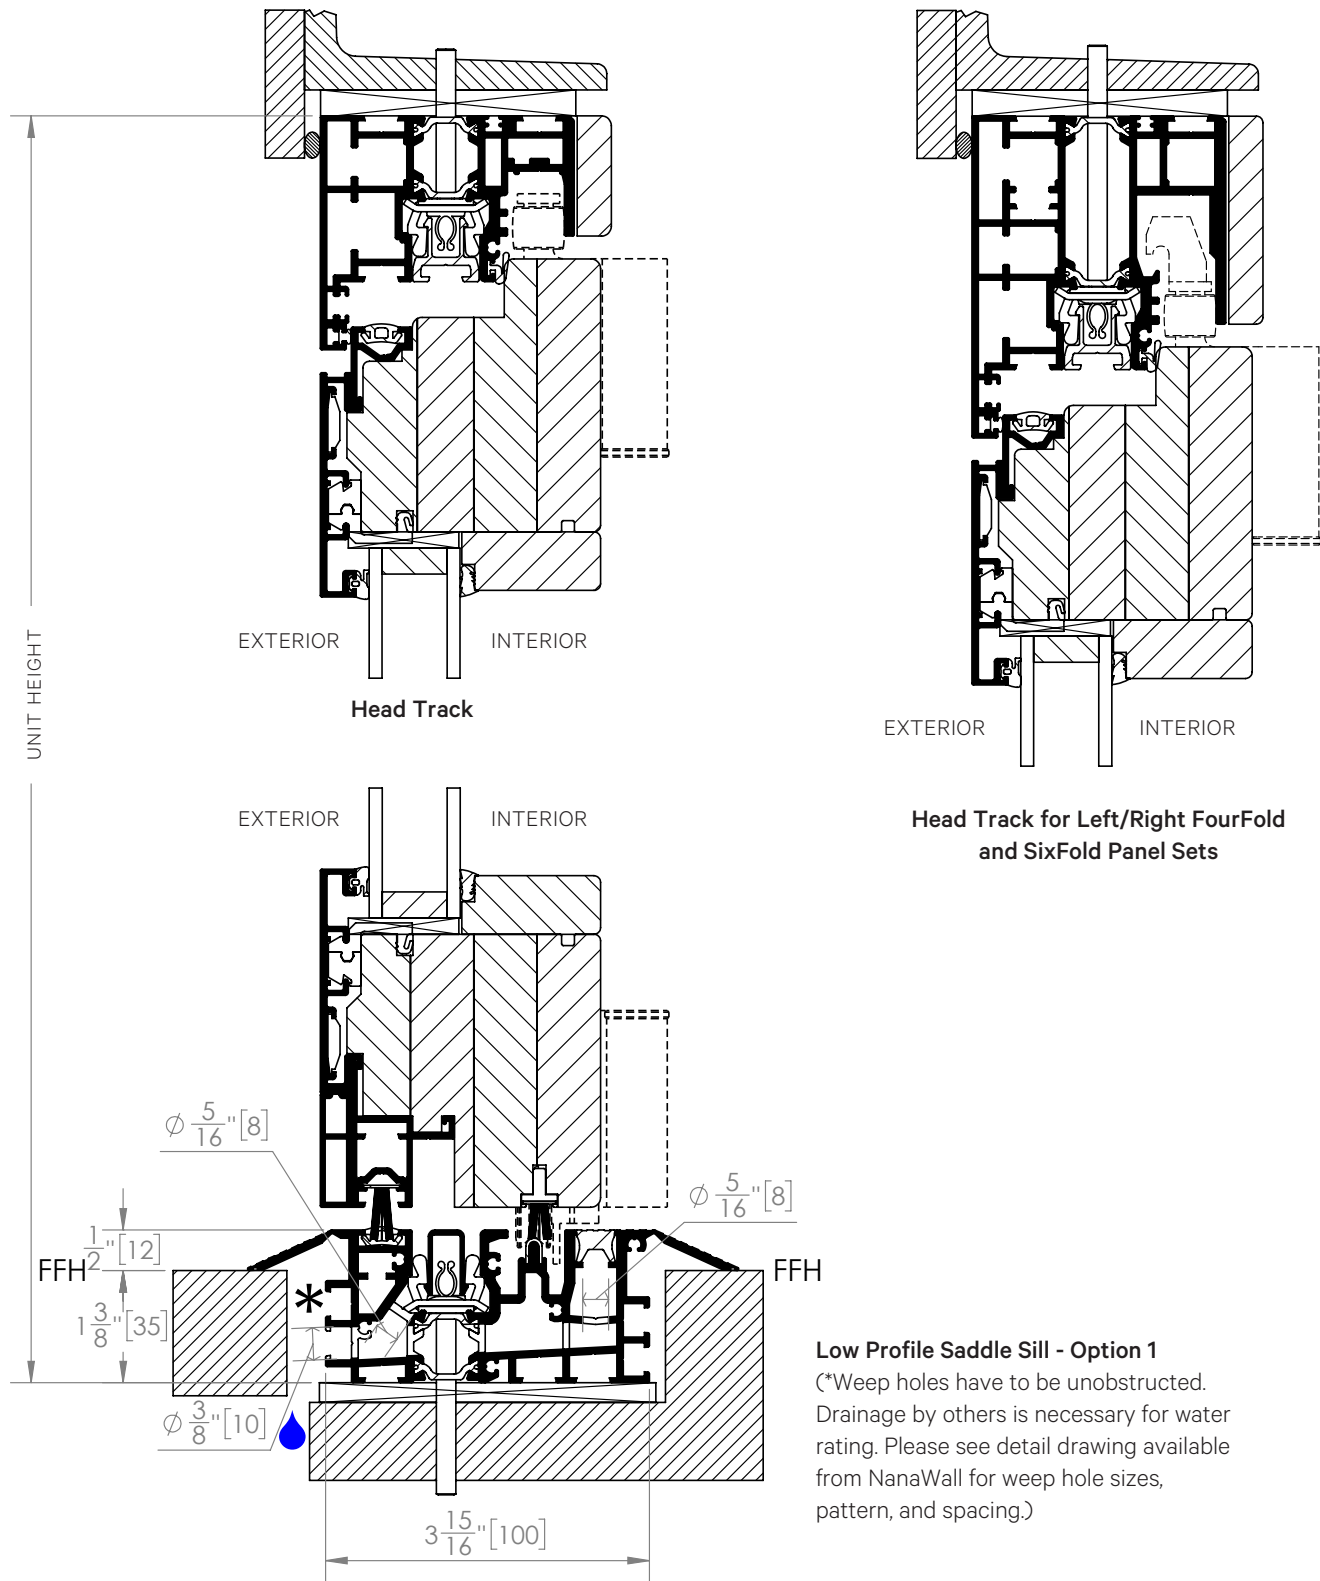 UNIT HEIGHT
EXTERIOR INTERIOR
Head Track
EXTERIOR INTERIOR
Head Track for Left/Right FourFold
and SixFold Panel Sets
EXTERIOR INTERIOR
Ø 5/16"[8]
Ø 5/16"[8]
1/2"[12]
FFH
FFH
*
1 3/8"[35]
Ø 3/8"[10]
3 15/16"[100]
Low Profile Saddle Sill - Option 1
(*Weep holes have to be unobstructed.
Drainage by others is necessary for water
rating. Please see detail drawing available
from NanaWall for weep hole sizes,
pattern, and spacing.)